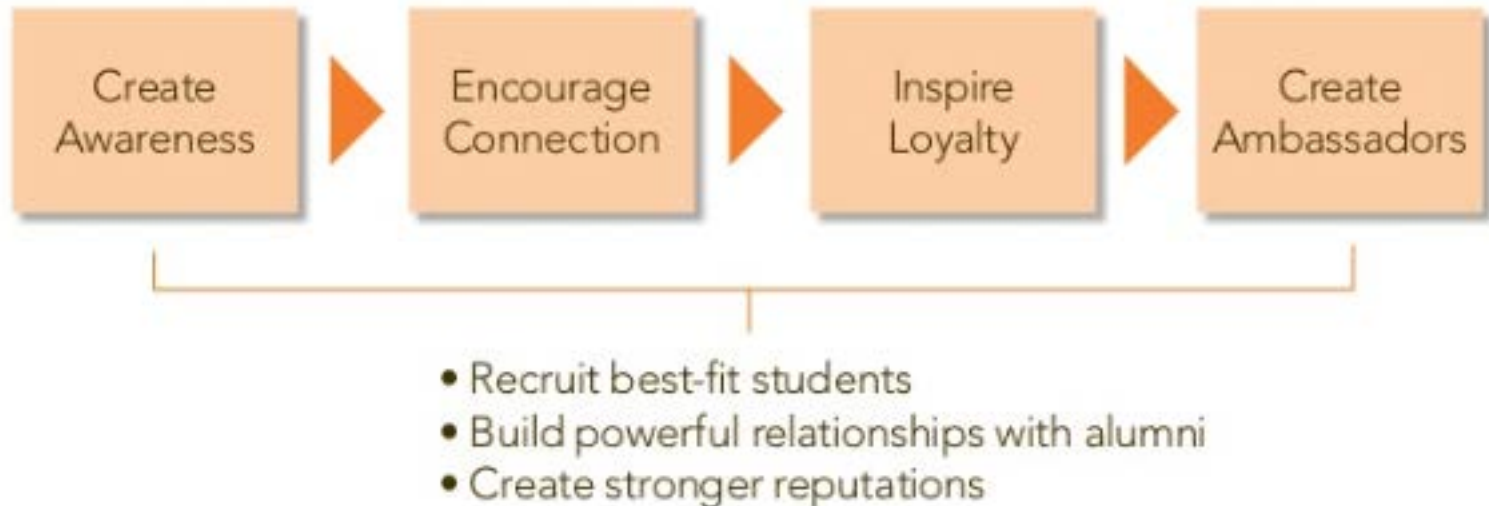 Create
Awareness
Encourage
Connection
Inspire
Loyalty
Create
Ambassadors
• Recruit best-fit students
• Build powerful relationships with alumni
• Create stronger reputations